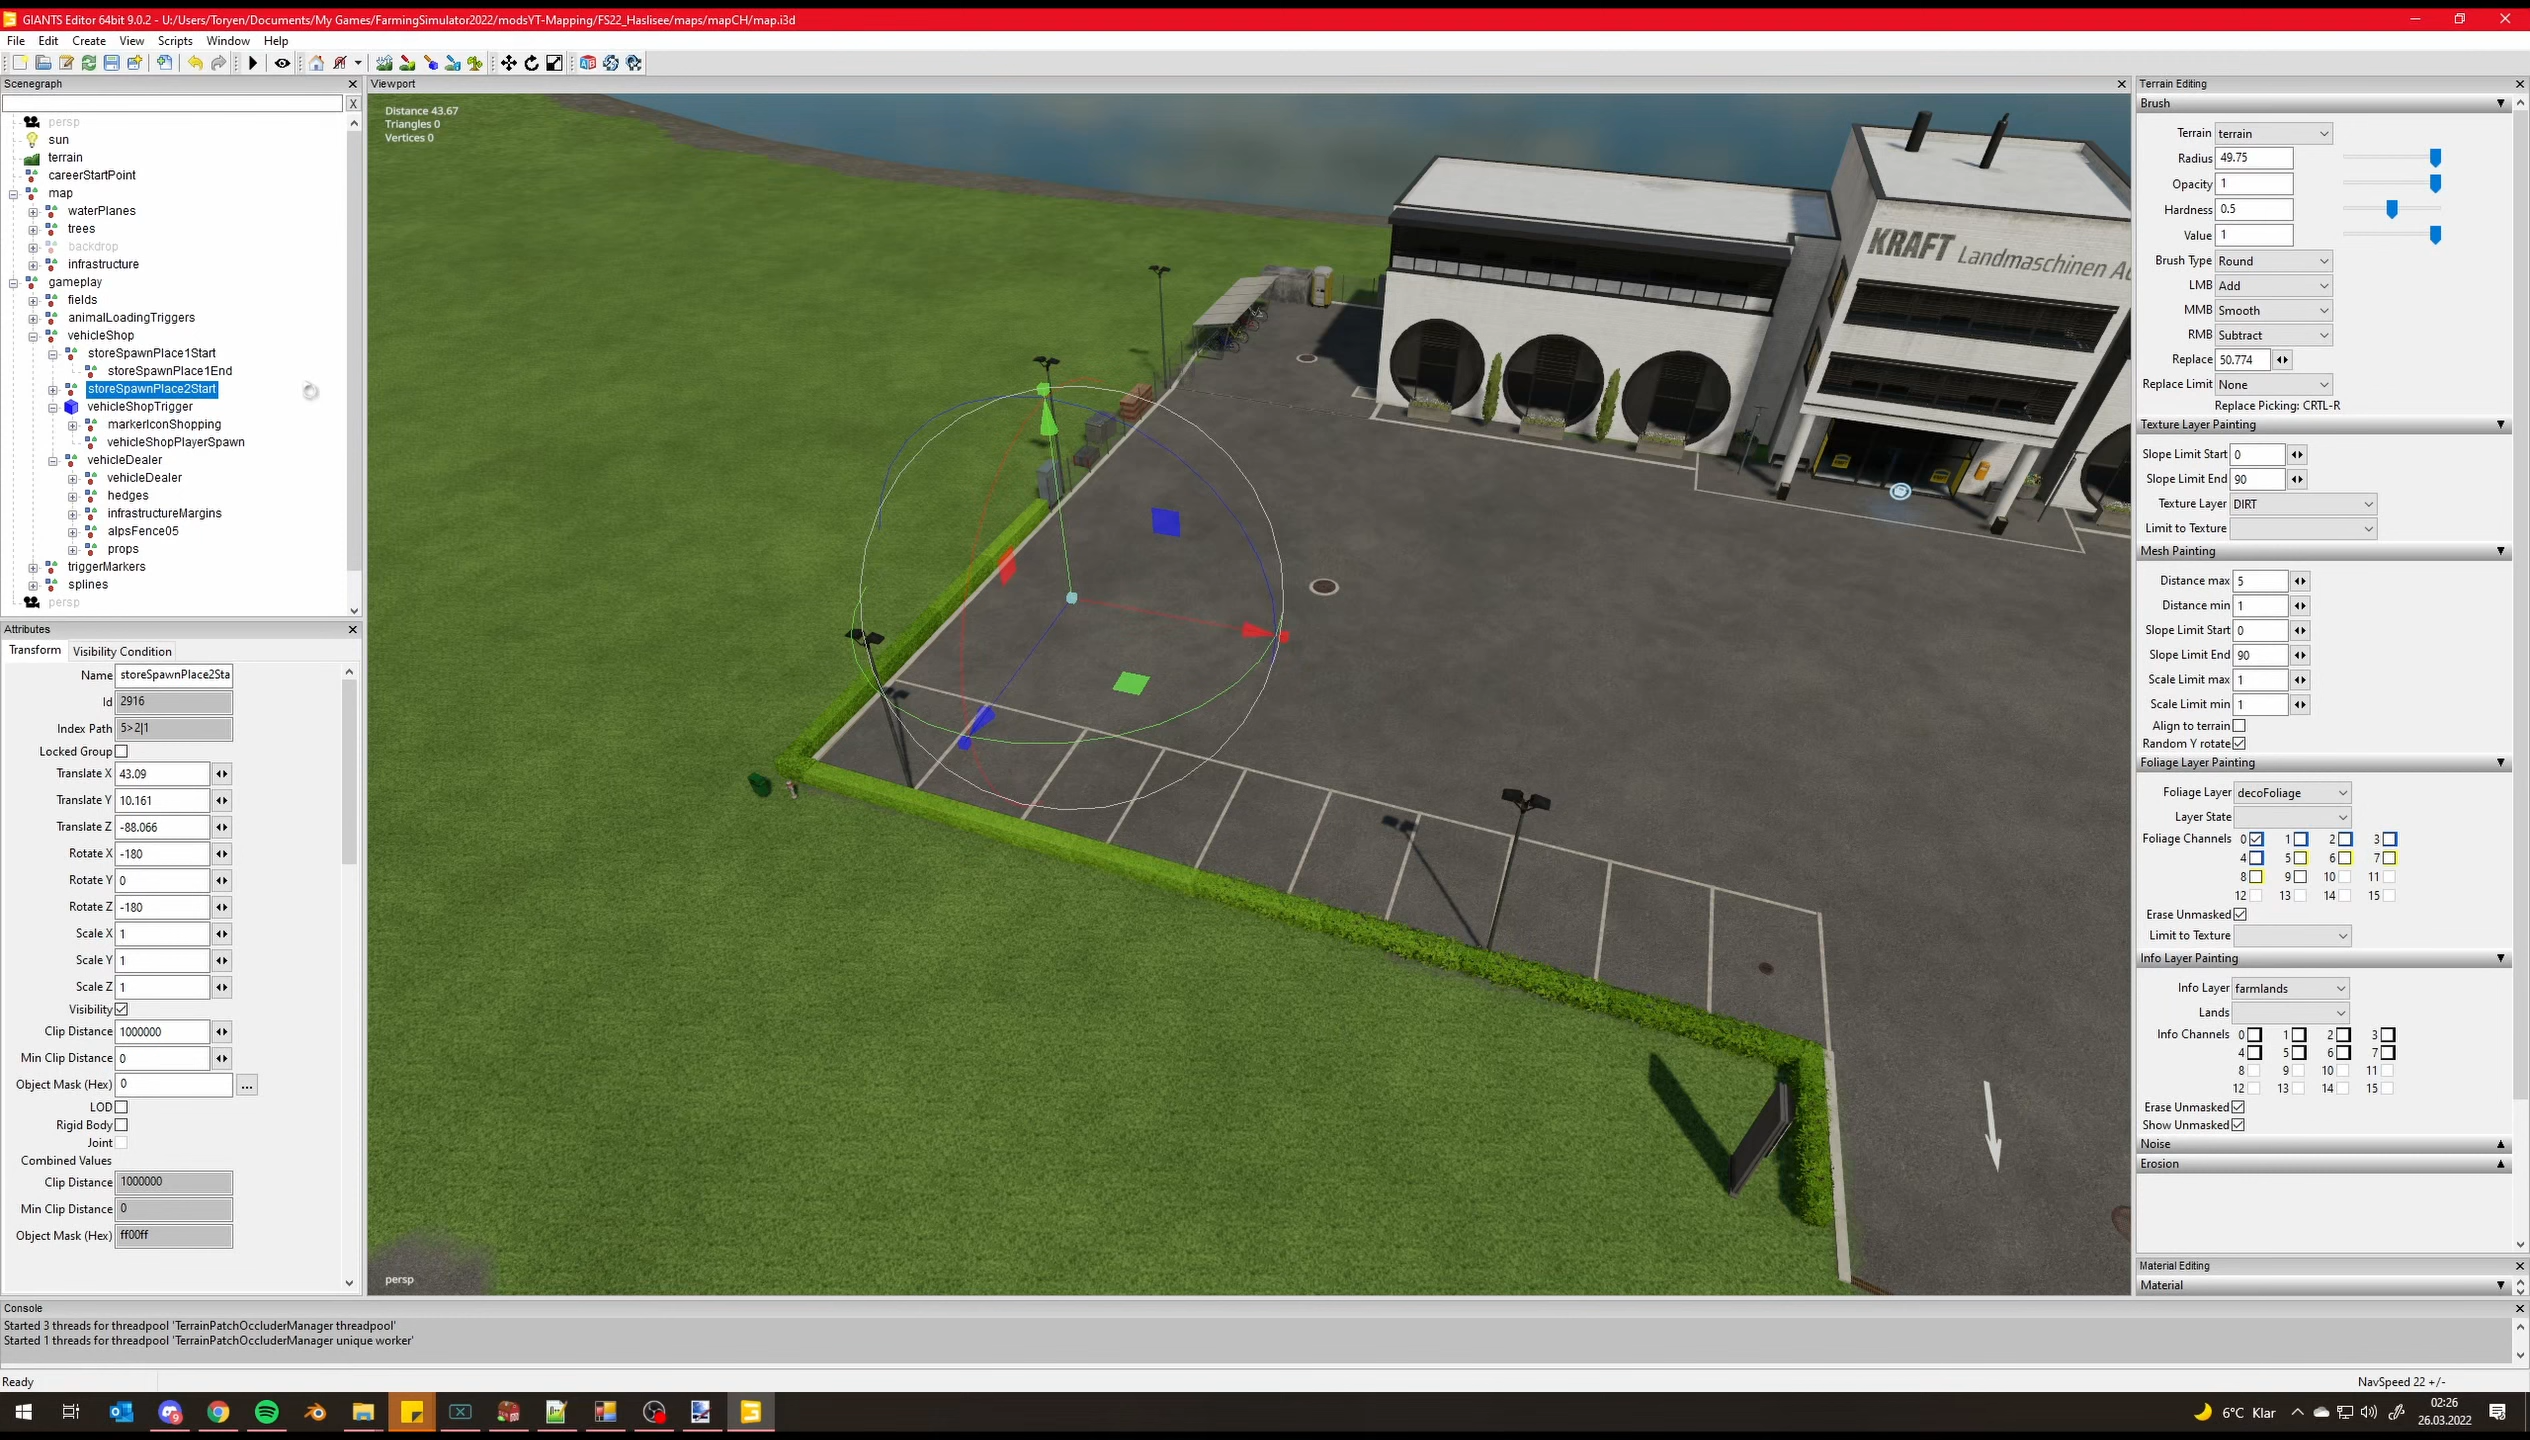 GIANTS Editor 64bit 9.0.2 - U:/Users/Toryen/Documents/My Games/FarmingSimulator2022/modsYT-Mapping/FS22_Haslisee/maps/mapCH/map.i3d
File Edit Create View Scripts Window Help
Scenegraph
X
persp
sun
terrain
careerStartPoint
map
waterPlanes
trees
backdrop
infrastructure
gameplay
fields
animalLoadingTriggers
vehicleShop
storeSpawnPlace1Start
storeSpawnPlace1End
storeSpawnPlace2Start
vehicleShopTrigger
markerIconShopping
vehicleShopPlayerSpawn
vehicleDealer
vehicleDealer
hedges
infrastructureMargins
alpsFence05
props
triggerMarkers
splines
persp
Attributes
Transform Visibility Condition
Name storeSpawnPlace2Sta
Id 2916
Index Path 5>2|1
Locked Group
Translate X 43.09
Translate Y 10.161
Translate Z -88.066
Rotate X -180
Rotate Y 0
Rotate Z -180
Scale X 1
Scale Y 1
Scale Z 1
Visibility
Clip Distance 1000000
Min Clip Distance 0
Object Mask (Hex) 0 ...
LOD
Rigid Body
Joint
Combined Values
Clip Distance 1000000
Min Clip Distance 0
Object Mask (Hex) ff00ff
Viewport
Distance 43.67
Triangles 0
Vertices 0
KRAFT Landmaschinen A
persp
Terrain Editing
Brush
Terrain terrain
Radius 49.75
Opacity 1
Hardness 0.5
Value 1
Brush Type Round
LMB Add
MMB Smooth
RMB Subtract
Replace 50.774
Replace Limit None
Replace Picking: CRTL-R
Texture Layer Painting
Slope Limit Start 0
Slope Limit End 90
Texture Layer DIRT
Limit to Texture
Mesh Painting
Distance max 5
Distance min 1
Slope Limit Start 0
Slope Limit End 90
Scale Limit max 1
Scale Limit min 1
Align to terrain
Random Y rotate
Foliage Layer Painting
Foliage Layer decoFoliage
Layer State
Foliage Channels 0 1 2 3
4 5 6 7
8 9 10 11
12 13 14 15
Erase Unmasked
Limit to Texture
Info Layer Painting
Info Layer farmlands
Lands
Info Channels 0 1 2 3
4 5 6 7
8 9 10 11
12 13 14 15
Erase Unmasked
Show Unmasked
Noise
Erosion
Material Editing
Material
Console
Started 3 threads for threadpool 'TerrainPatchOccluderManager threadpool'
Started 1 threads for threadpool 'TerrainPatchOccluderManager unique worker'
Ready
NavSpeed 22 +/-
6°C Klar
02:26
26.03.2022